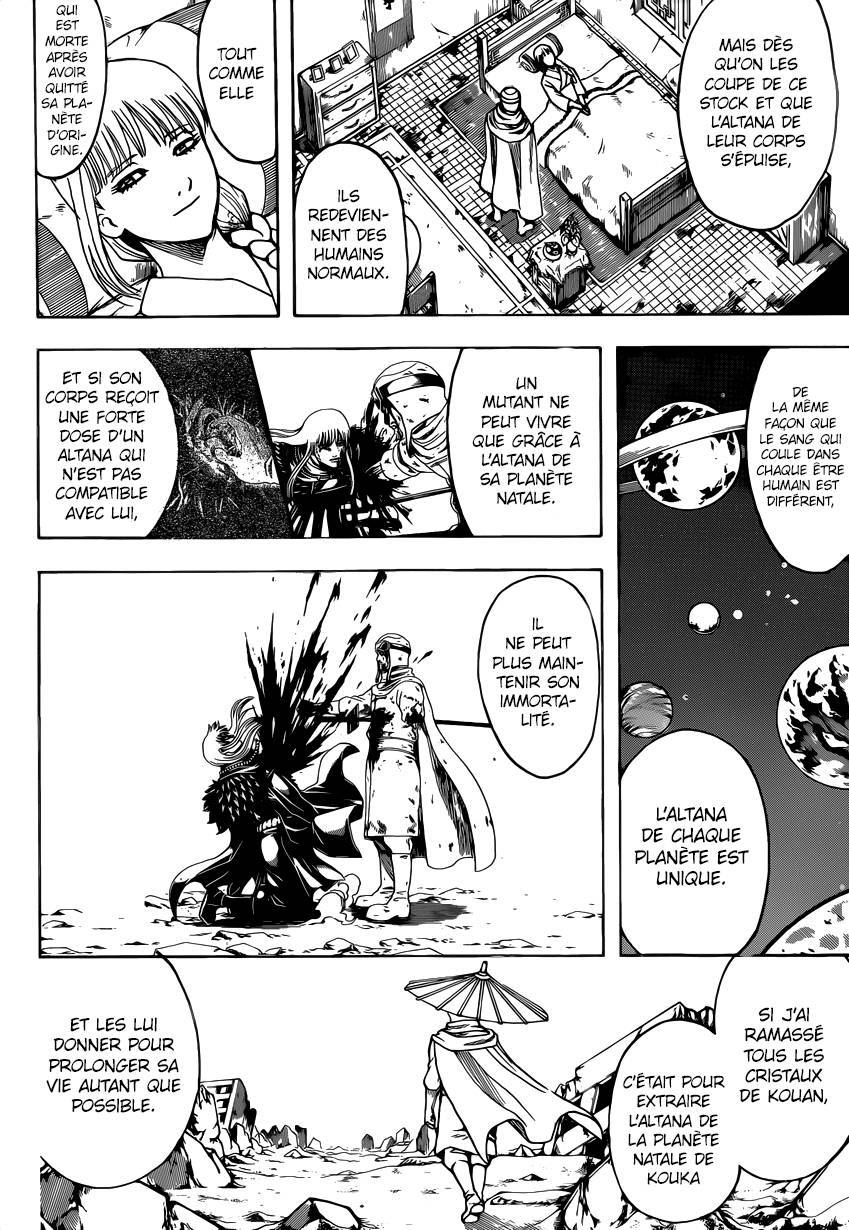 MAIS DÈS
QU'ON LES
COUPE DE CE
STOCK ET QUE
L'ALTANA DE
LEUR CORPS
S'ÉPUISE,
ILS
REDEVIEN-
NENT DES
HUMAINS
NORMAUX.
TOUT
COMME
ELLE
QUI
EST
MORTE
APRÈS
AVOIR
QUITTÉ
SA PLA-
NÈTE
D'ORI-
GINE.
DE
LA MÊME
FAÇON QUE
LE SANG QUI
COULE DANS
CHAQUE ÊTRE
HUMAIN EST
DIFFÉRENT,
L'ALTANA
DE CHAQUE
PLANÈTE EST
UNIQUE.
UN
MUTANT NE
PEUT VIVRE
QUE GRÂCE À
L'ALTANA DE
SA PLANÈTE
NATALE.
ET SI SON
CORPS REÇOIT
UNE FORTE
DOSE D'UN
ALTANA QUI
N'EST PAS
COMPATIBLE
AVEC LUI,
IL
NE PEUT
PLUS MAIN-
TENIR SON
IMMORTA-
LITÉ.
SI J'AI
RAMASSÉ
TOUS LES
CRISTAUX
DE KOUAN,
C'ÉTAIT POUR
EXTRAIRE
L'ALTANA DE
LA PLANÈTE
NATALE DE
KOUKA
ET LES LUI
DONNER POUR
PROLONGER SA
VIE AUTANT QUE
POSSIBLE.